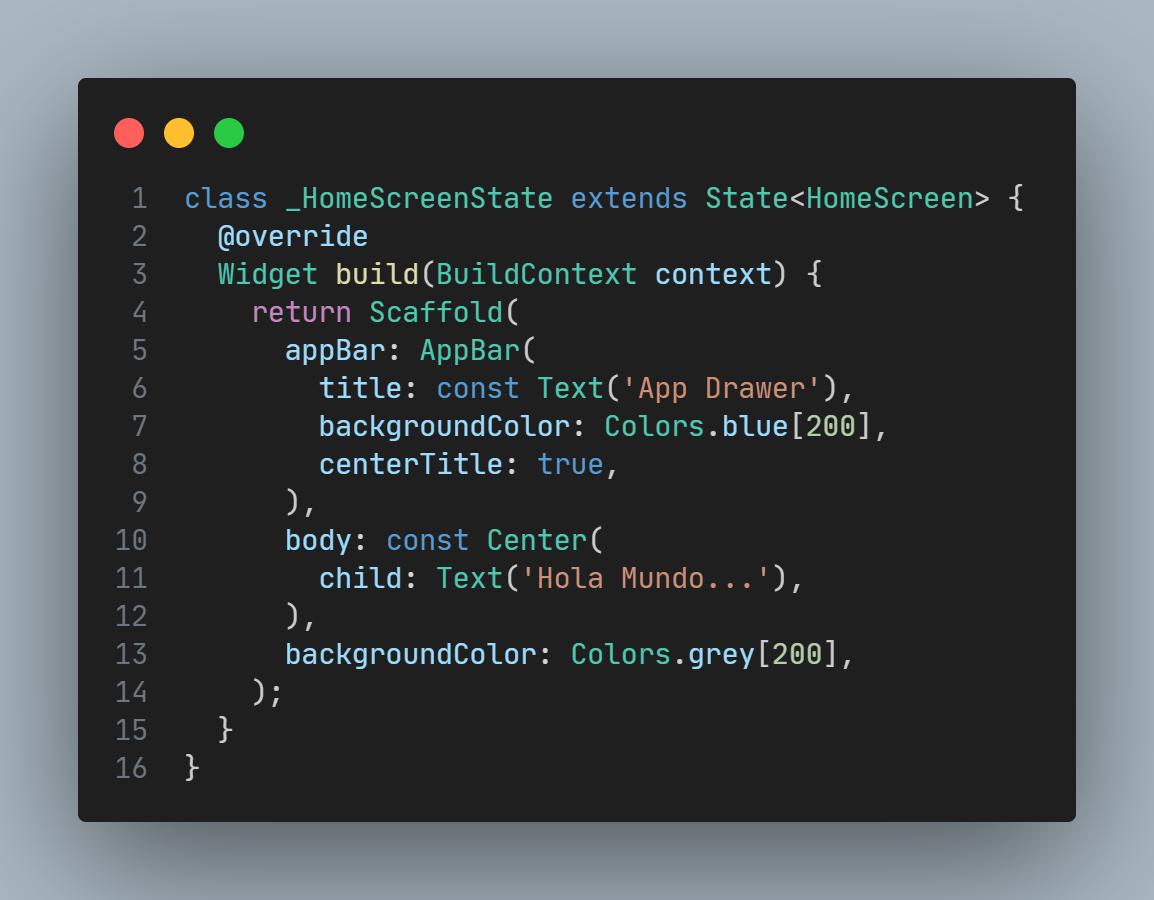 1 class _HomeScreenState extends State<HomeScreen> {
2   @override
3   Widget build(BuildContext context) {
4     return Scaffold(
5       appBar: AppBar(
6         title: const Text('App Drawer'),
7         backgroundColor: Colors.blue[200],
8         centerTitle: true,
9       ),
10       body: const Center(
11         child: Text('Hola Mundo...'),
12       ),
13       backgroundColor: Colors.grey[200],
14     );
15   }
16 }